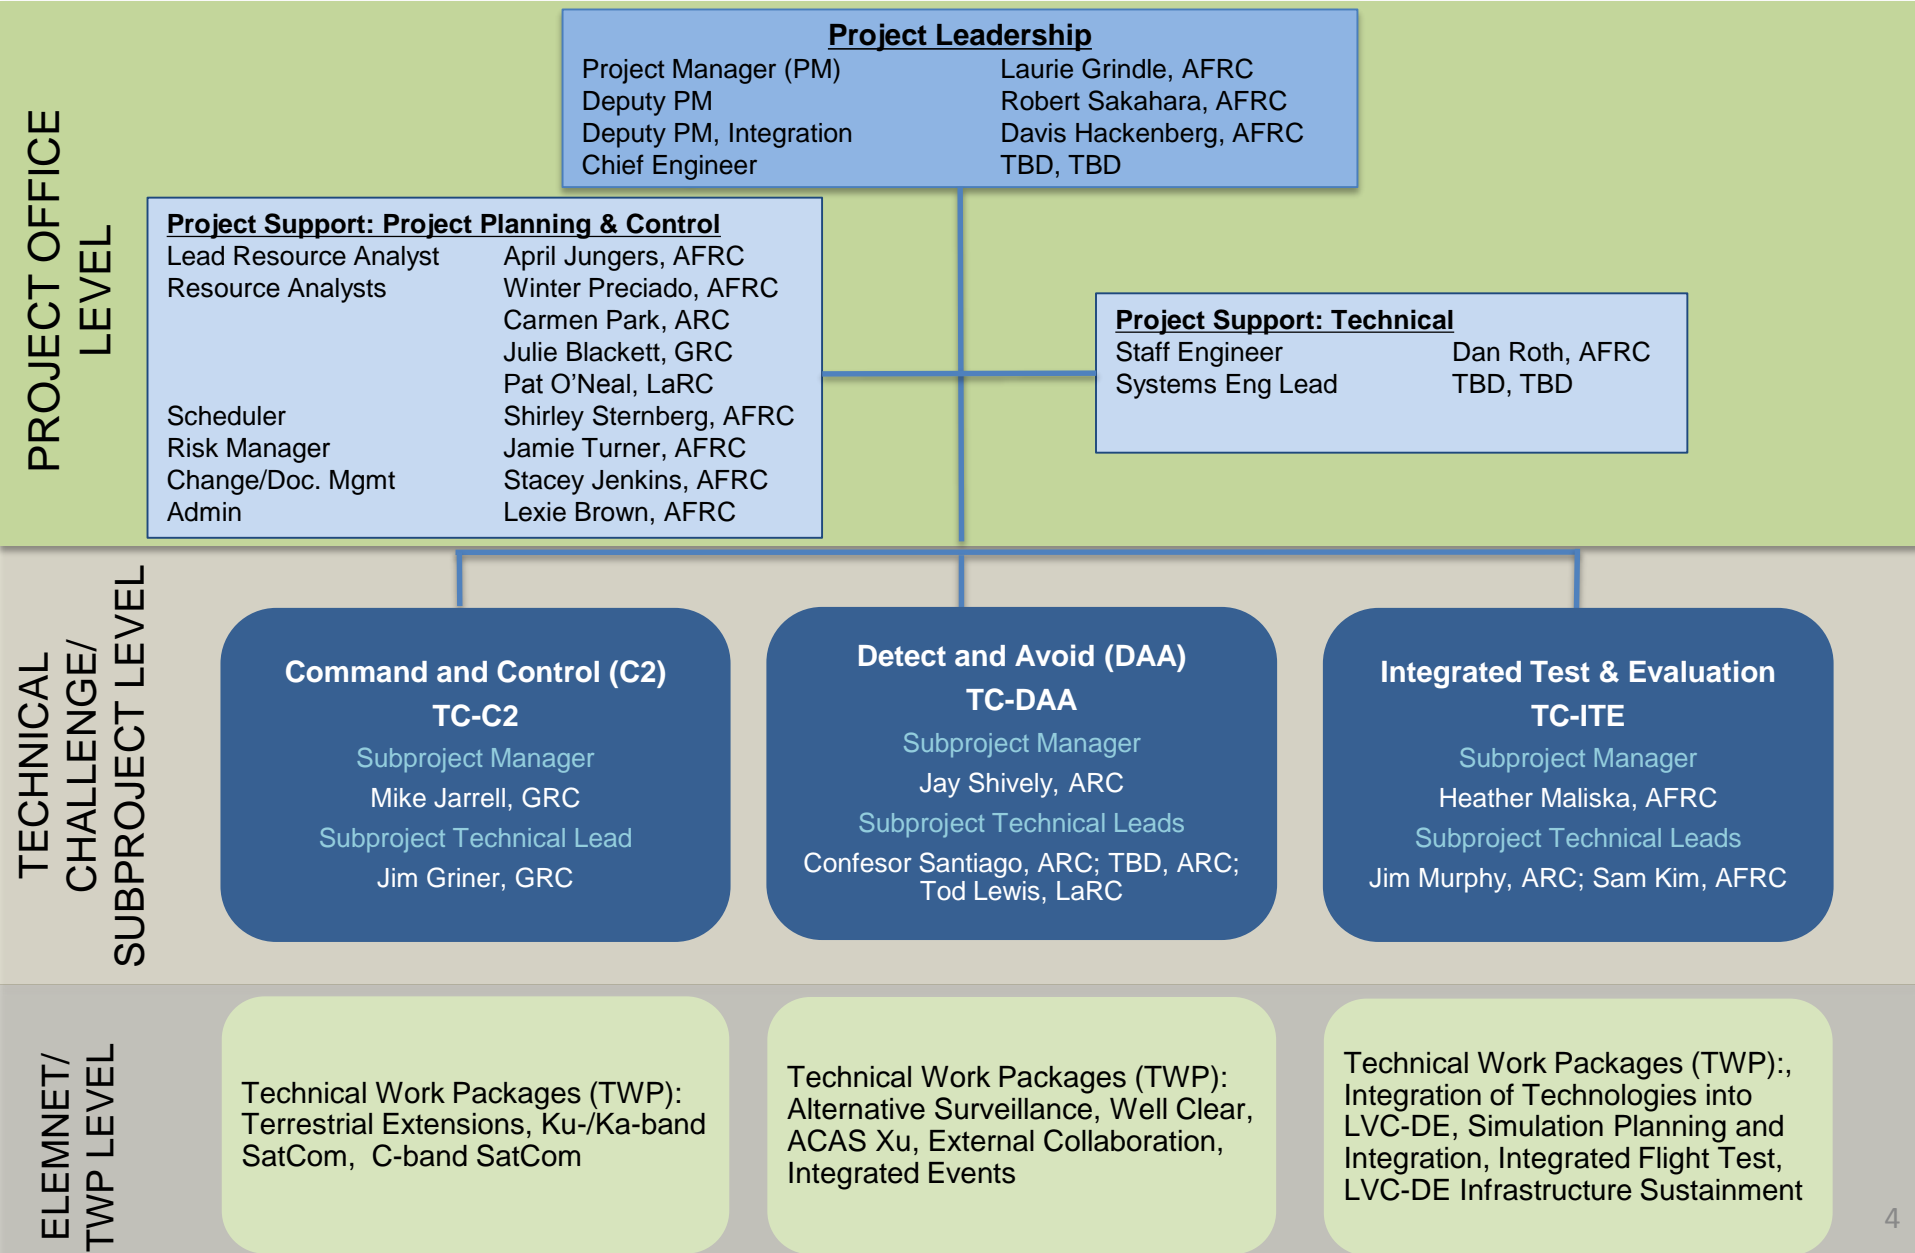 PROJECT OFFICE
LEVEL
Project Leadership
Project Manager (PM) Laurie Grindle, AFRC
Deputy PM Robert Sakahara, AFRC
Deputy PM, Integration Davis Hackenberg, AFRC
Chief Engineer TBD, TBD
Project Support: Project Planning & Control
Lead Resource Analyst April Jungers, AFRC
Resource Analysts Winter Preciado, AFRC
Carmen Park, ARC
Julie Blackett, GRC
Pat O’Neal, LaRC
Scheduler Shirley Sternberg, AFRC
Risk Manager Jamie Turner, AFRC
Change/Doc. Mgmt Stacey Jenkins, AFRC
Admin Lexie Brown, AFRC
Project Support: Technical
Staff Engineer Dan Roth, AFRC
Systems Eng Lead TBD, TBD
TECHNICAL
CHALLENGE/
SUBPROJECT LEVEL
Command and Control (C2)
TC-C2
Subproject Manager
Mike Jarrell, GRC
Subproject Technical Lead
Jim Griner, GRC
Detect and Avoid (DAA)
TC-DAA
Subproject Manager
Jay Shively, ARC
Subproject Technical Leads
Confesor Santiago, ARC; TBD, ARC;
Tod Lewis, LaRC
Integrated Test & Evaluation
TC-ITE
Subproject Manager
Heather Maliska, AFRC
Subproject Technical Leads
Jim Murphy, ARC; Sam Kim, AFRC
ELEMNET/
TWP LEVEL
Technical Work Packages (TWP):
Terrestrial Extensions, Ku-/Ka-band
SatCom, C-band SatCom
Technical Work Packages (TWP):
Alternative Surveillance, Well Clear,
ACAS Xu, External Collaboration,
Integrated Events
Technical Work Packages (TWP):,
Integration of Technologies into
LVC-DE, Simulation Planning and
Integration, Integrated Flight Test,
LVC-DE Infrastructure Sustainment
4